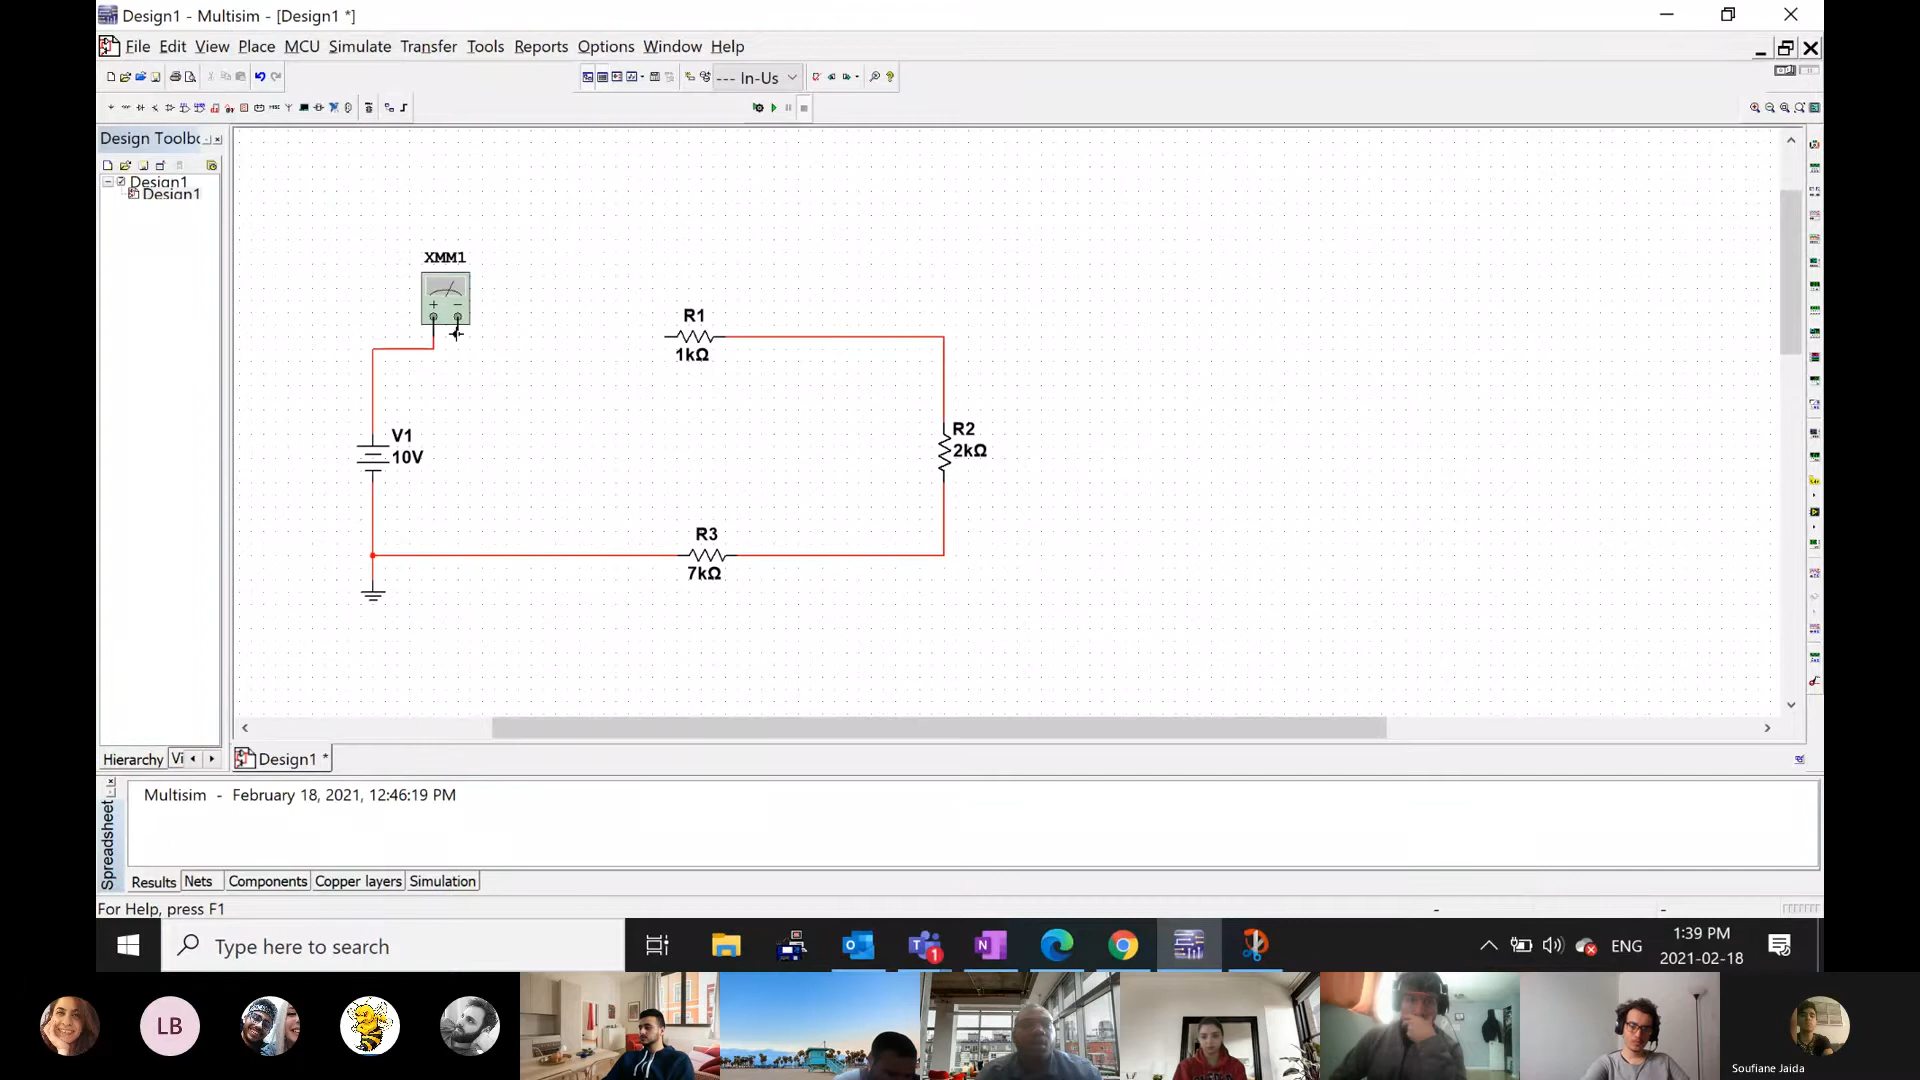 Design1 - Multisim - [Design1 *]
File Edit View Place MCU Simulate Transfer Tools Reports Options Window Help
--- In-Us
Design Toolbo
Design1
Design1
XMM1
+ −
R1
1kΩ
V1
10V
R2
2kΩ
R3
7kΩ
Hierarchy Vi
Design1 *
Spreadsheet
Multisim - February 18, 2021, 12:46:19 PM
Results Nets Components Copper layers Simulation
For Help, press F1
- -
Type here to search
1
ENG
1:39 PM
2021-02-18
LB
Soufiane Jaida